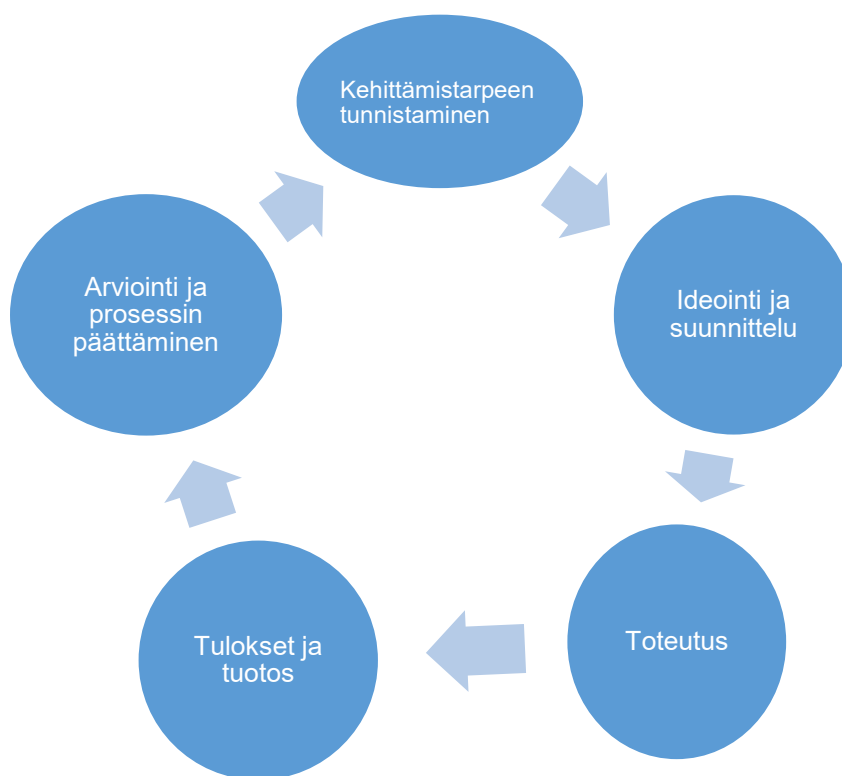 Kehittämistarpeen
tunnistaminen
Ideointi ja
suunnittelu
Toteutus
Tulokset ja
tuotos
Arviointi ja
prosessin
päättäminen